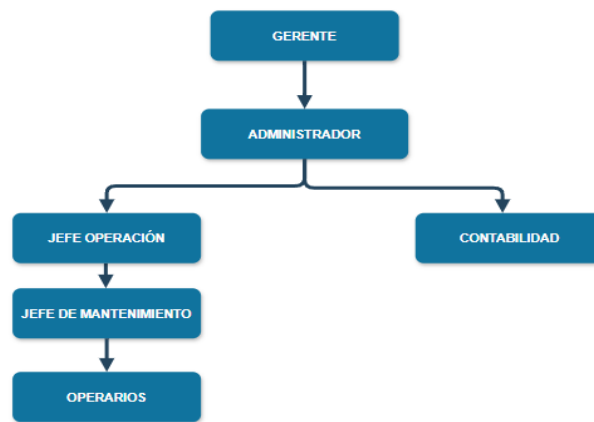 GERENTE
ADMINISTRADOR
JEFE OPERACIÓN
CONTABILIDAD
JEFE DE MANTENIMIENTO
OPERARIOS